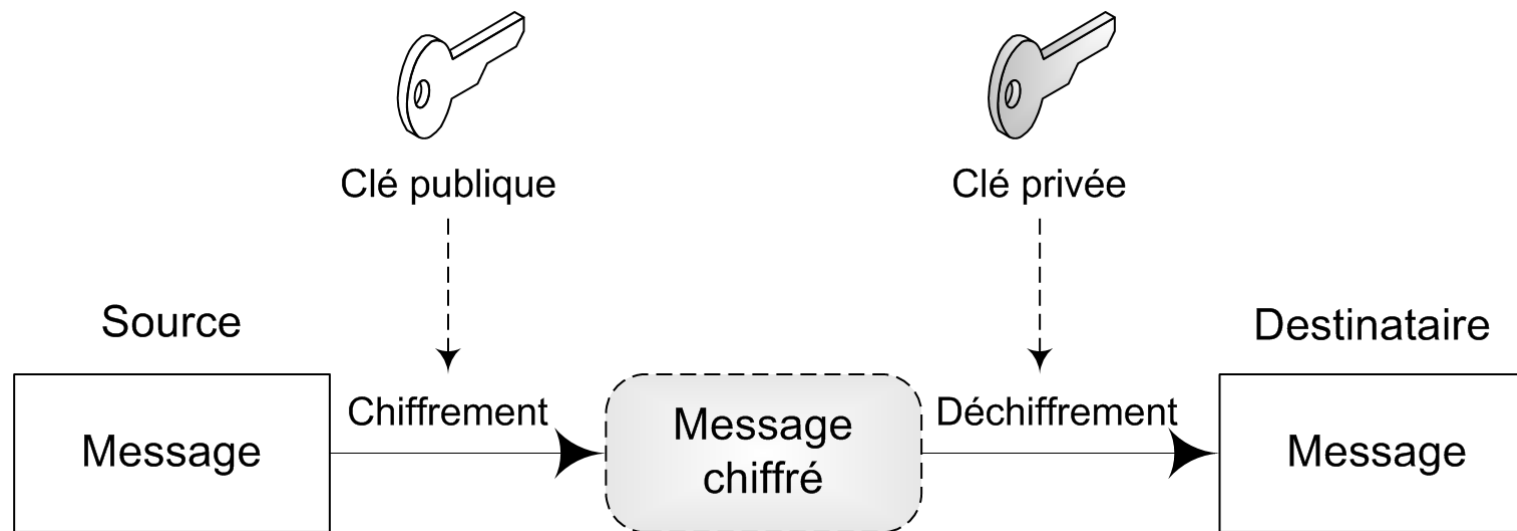 Clé publique
Clé privée
Source
Destinataire
Message
Chiffrement
Message
chiffré
Déchiffrement
Message